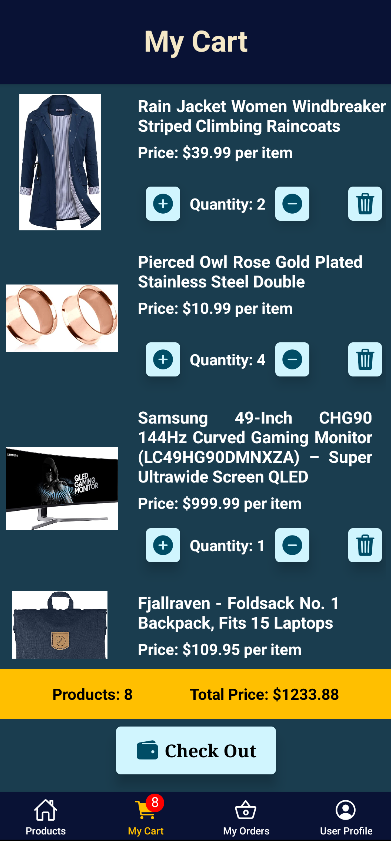 My Cart
Rain Jacket Women Windbreaker
Striped Climbing Raincoats
Price: $39.99 per item
Quantity: 2
Pierced Owl Rose Gold Plated
Stainless Steel Double
Price: $10.99 per item
Quantity: 4
Samsung 49-Inch CHG90
144Hz Curved Gaming Monitor
(LC49HG90DMNXZA) – Super
Ultrawide Screen QLED
SAMSUNG
QLED
GAMING
MONITOR
Price: $999.99 per item
Quantity: 1
Fjallraven - Foldsack No. 1
Backpack, Fits 15 Laptops
Price: $109.95 per item
Products: 8
Total Price: $1233.88
Check Out
8
Products
My Cart
My Orders
User Profile